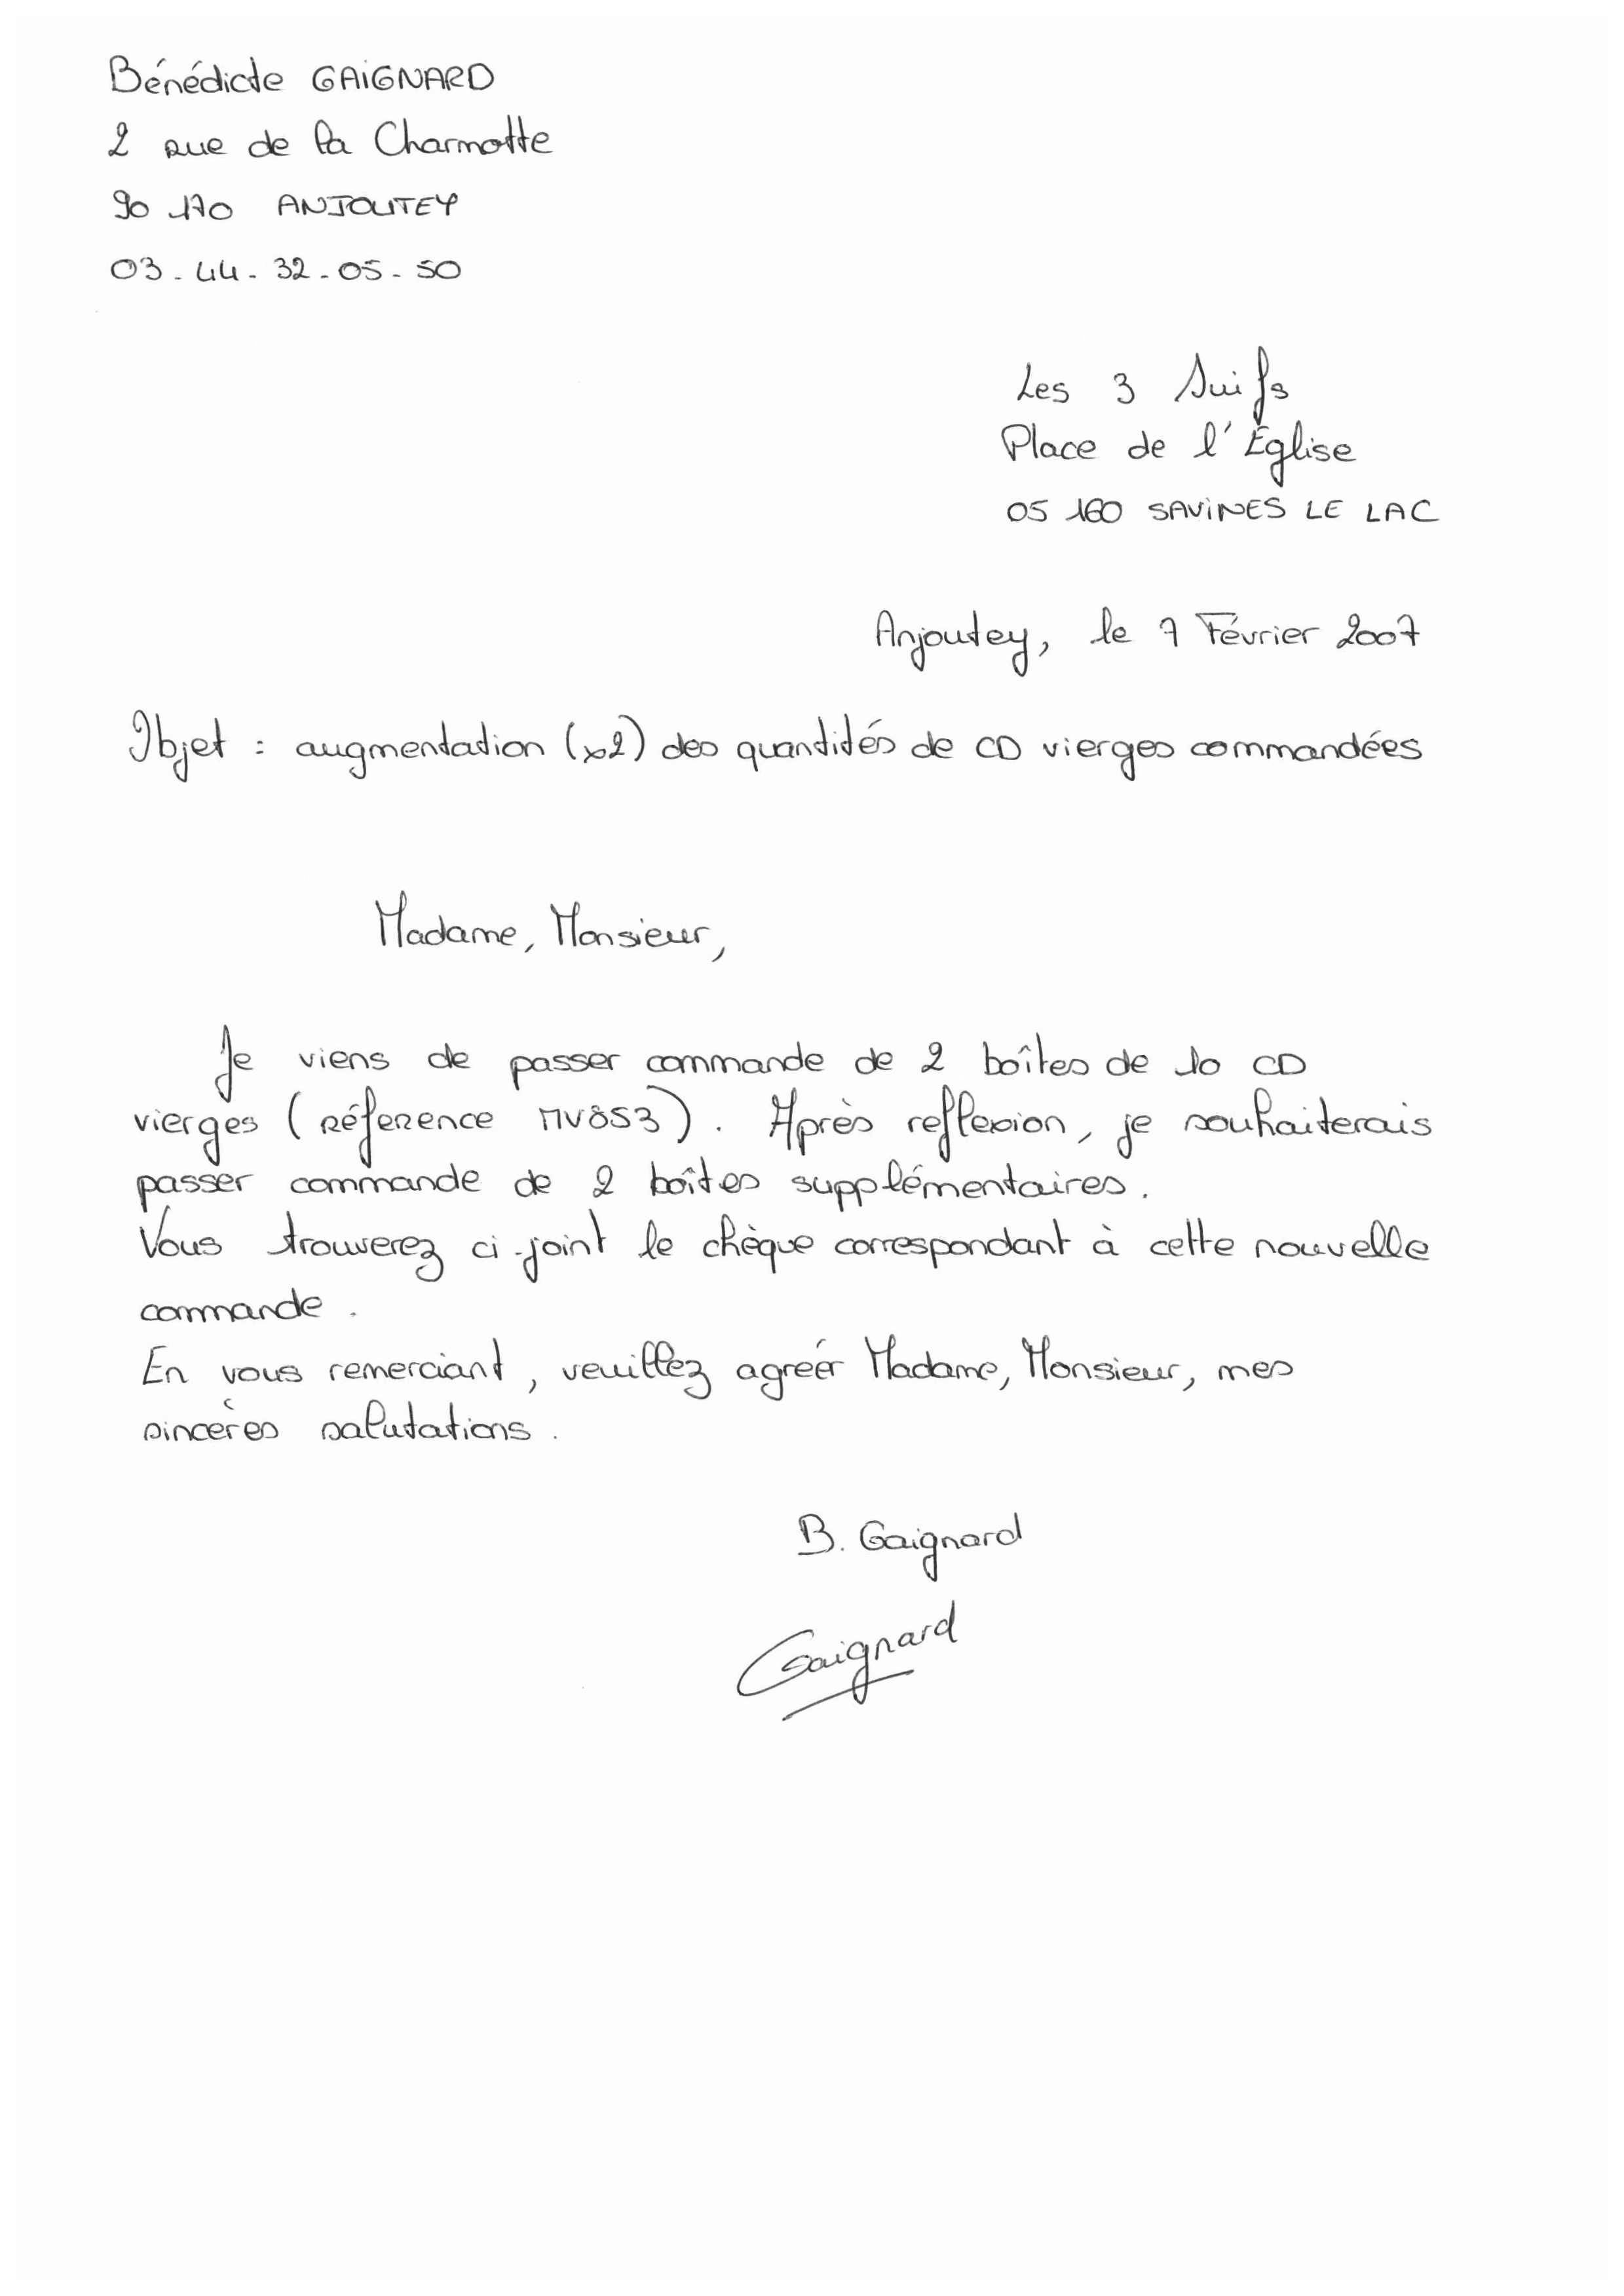 Bénédicte GAIGNARD
2 rue de la Charmotte
90 170 ANJOUTEY
03-44-32-05-50
Les 3 Suifs
Place de l'Église
05 160 SAVINES LE LAC
Anjoutey, le 7 Février 2007
Objet : augmentation (x2) des quantités de CD vierges commandées
Madame, Monsieur,
Je viens de passer commande de 2 boîtes de 10 CD
vierges (réference MV8S3). Après reflexion, je souhaiterais
passer commande de 2 boîtes supplémentaires.
Vous trouverez ci-joint le chèque correspondant à cette nouvelle
commande.
En vous remerciant, veuillez agréér Madame, Monsieur, mes
sincères salutations.
B. Gaignard
Gaignard